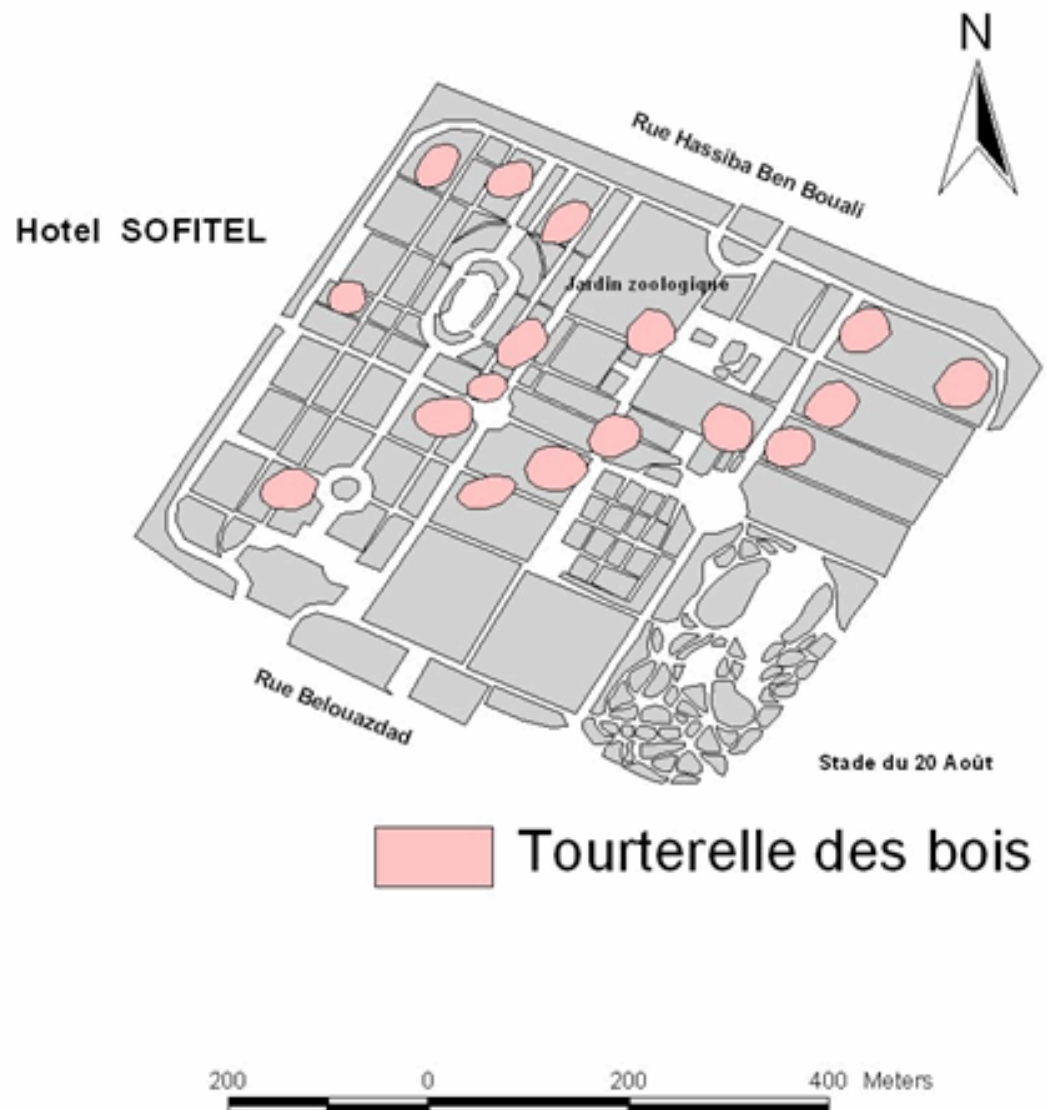 N
Rue Hassiba Ben Bouali
Hotel SOFITEL
Jardin zoologique
Rue Belouazdad
Stade du 20 Août
Tourterelle des bois
200 0 200 400 Meters